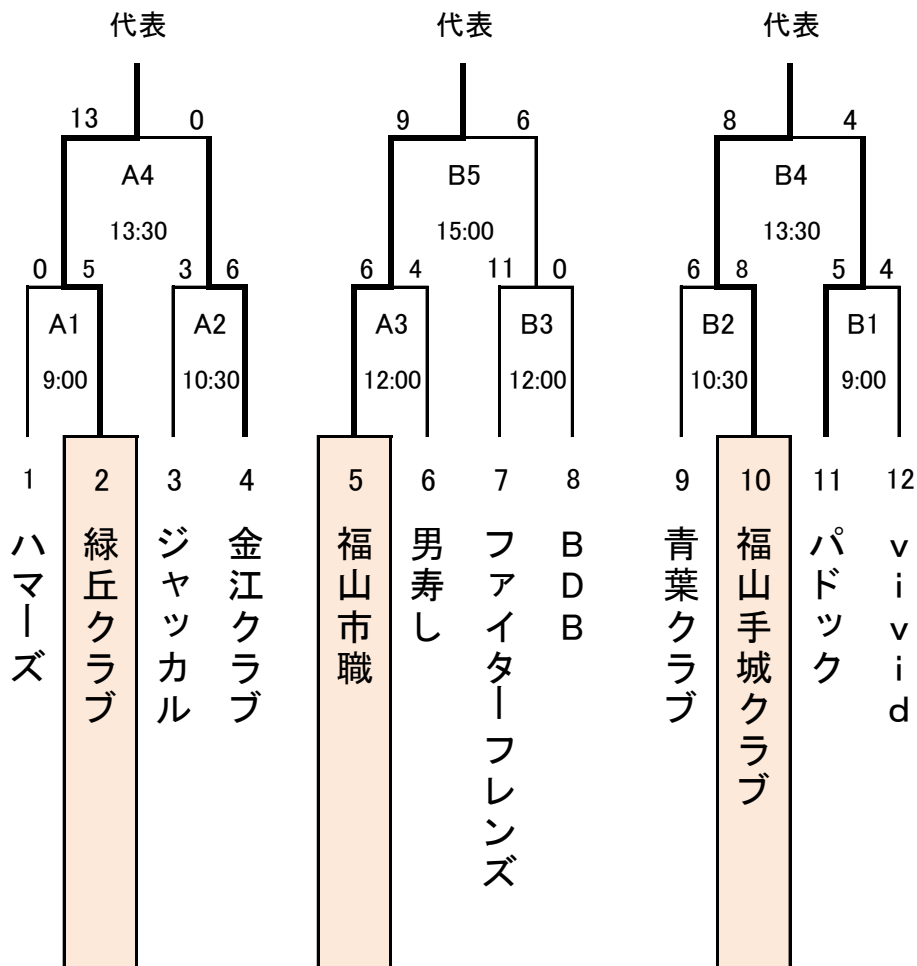 代表 代表 代表
13 0 9 6 8 4
A4 B5 B4
13:30 15:00 13:30
0 5 3 6 6 4 11 0 6 8 5 4
A1 A2 A3 B3 B2 B1
9:00 10:30 12:00 12:00 10:30 9:00
1 2 3 4 5 6 7 8 9 10 11 12
ハマーズ
緑丘クラブ
ジャッカル
金江クラブ
福山市職
男寿し
ファイターフレンズ
BDB
青葉クラブ
福山手城クラブ
パドック
vivid